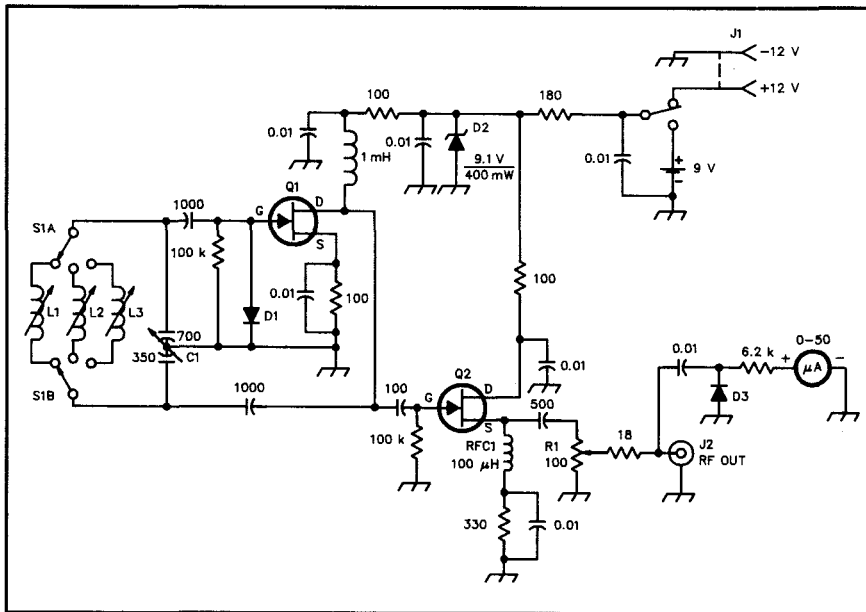 J1
-12 V
+12 V
100
180
0.01
0.01
D2
9.1 V
400 mW
1 mH
0.01
9 V
+
-
Q1
G
D
S
1000
S1A
100 k
L1
L2
L3
0.01
100
D1
100
700
350
C1
0.01
S1B
1000
100
Q2
G
D
S
500
100 k
RFC1
100 µH
R1
100
18
0.01
6.2 k
0-50
+
µA
-
D3
J2
RF OUT
330
0.01